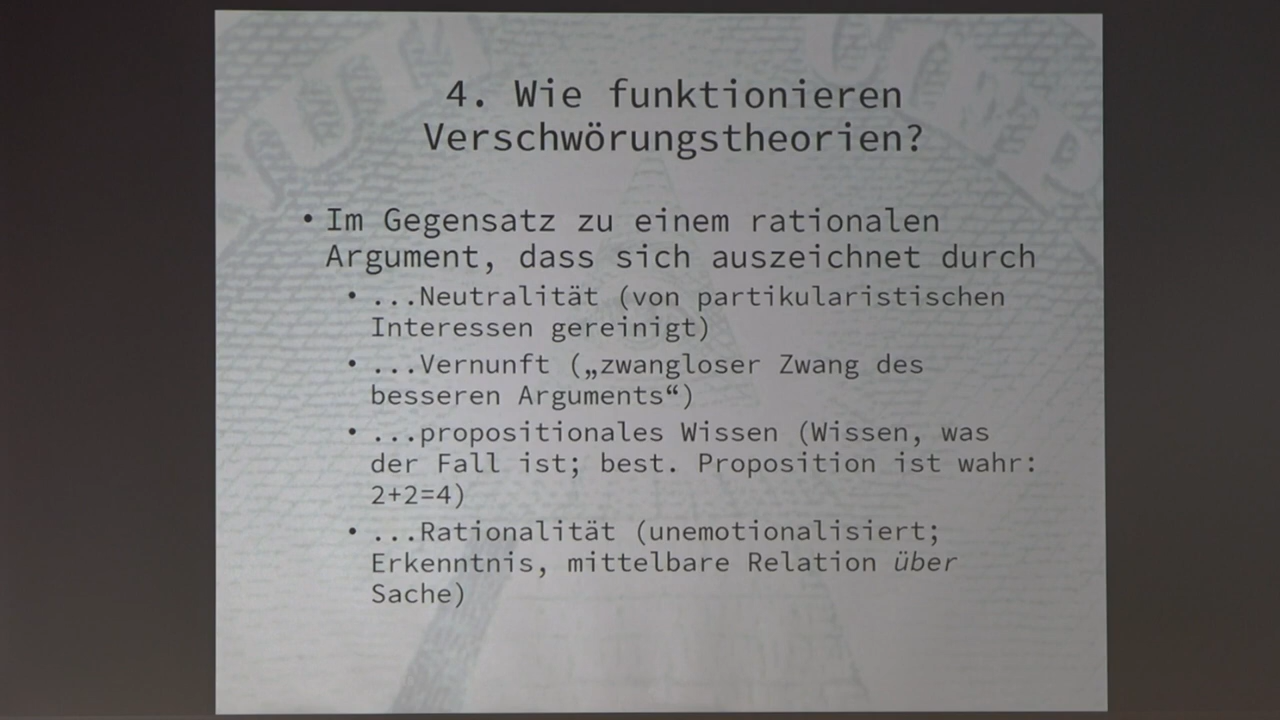 4. Wie funktionieren
Verschwörungstheorien?
• Im Gegensatz zu einem rationalen
Argument, dass sich auszeichnet durch
• ...Neutralität (von partikularistischen
Interessen gereinigt)
• ...Vernunft („zwangloser Zwang des
besseren Arguments“)
• ...propositionales Wissen (Wissen, was
der Fall ist; best. Proposition ist wahr:
2+2=4)
• ...Rationalität (unemotionalisiert;
Erkenntnis, mittelbare Relation über
Sache)